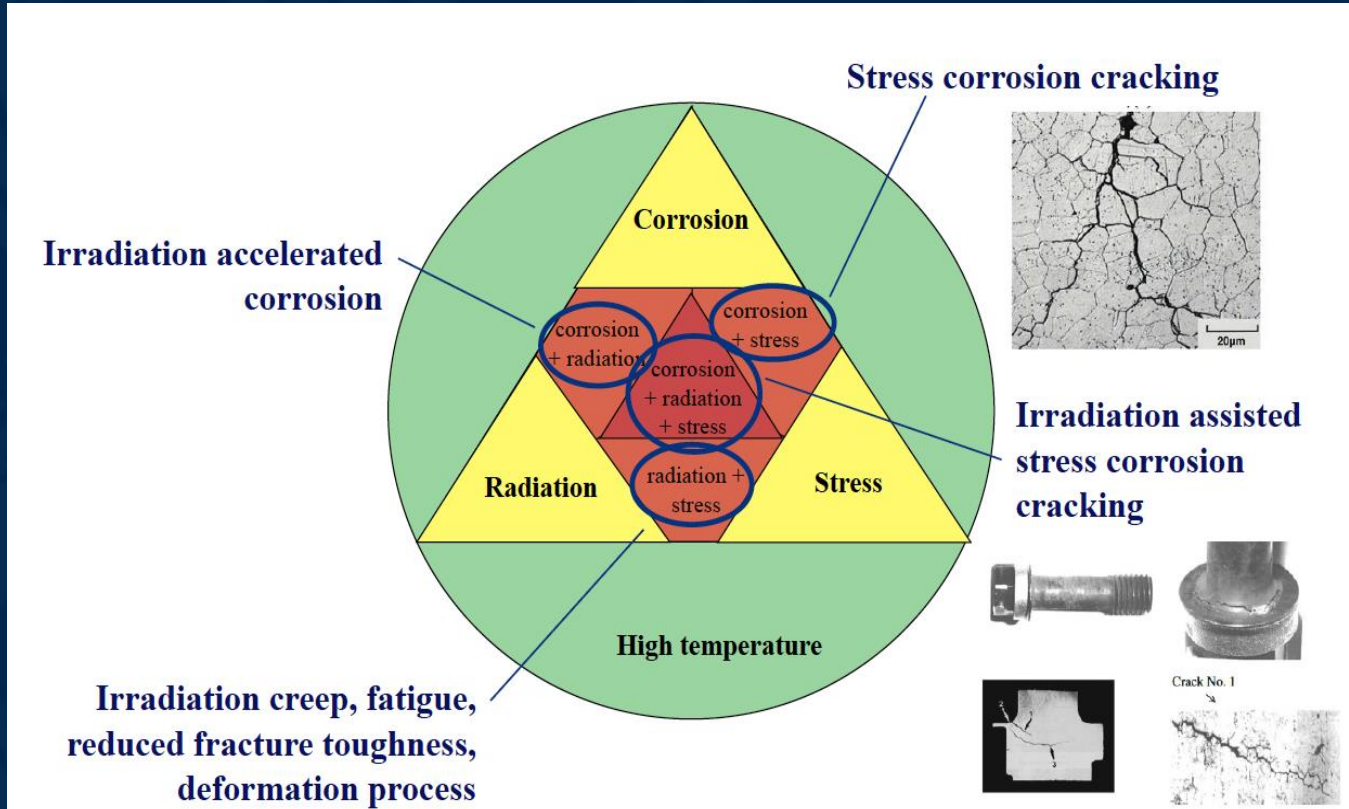 Stress corrosion cracking
20μm
Corrosion
Irradiation accelerated
corrosion
corrosion
+ radiation
corrosion
+ stress
corrosion
+ radiation
+ stress
Irradiation assisted
stress corrosion
cracking
Radiation
radiation +
stress
Stress
High temperature
Irradiation creep, fatigue,
reduced fracture toughness,
deformation process
Crack No. 1